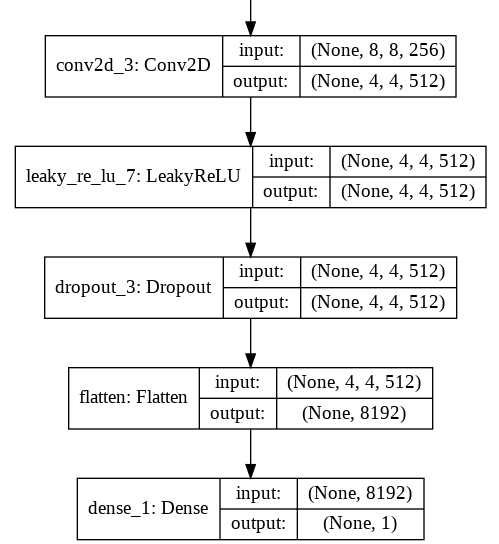 conv2d_3: Conv2D
input:
(None, 8, 8, 256)
output:
(None, 4, 4, 512)
leaky_re_lu_7: LeakyReLU
input:
(None, 4, 4, 512)
output:
(None, 4, 4, 512)
dropout_3: Dropout
input:
(None, 4, 4, 512)
output:
(None, 4, 4, 512)
flatten: Flatten
input:
(None, 4, 4, 512)
output:
(None, 8192)
dense_1: Dense
input:
(None, 8192)
output:
(None, 1)